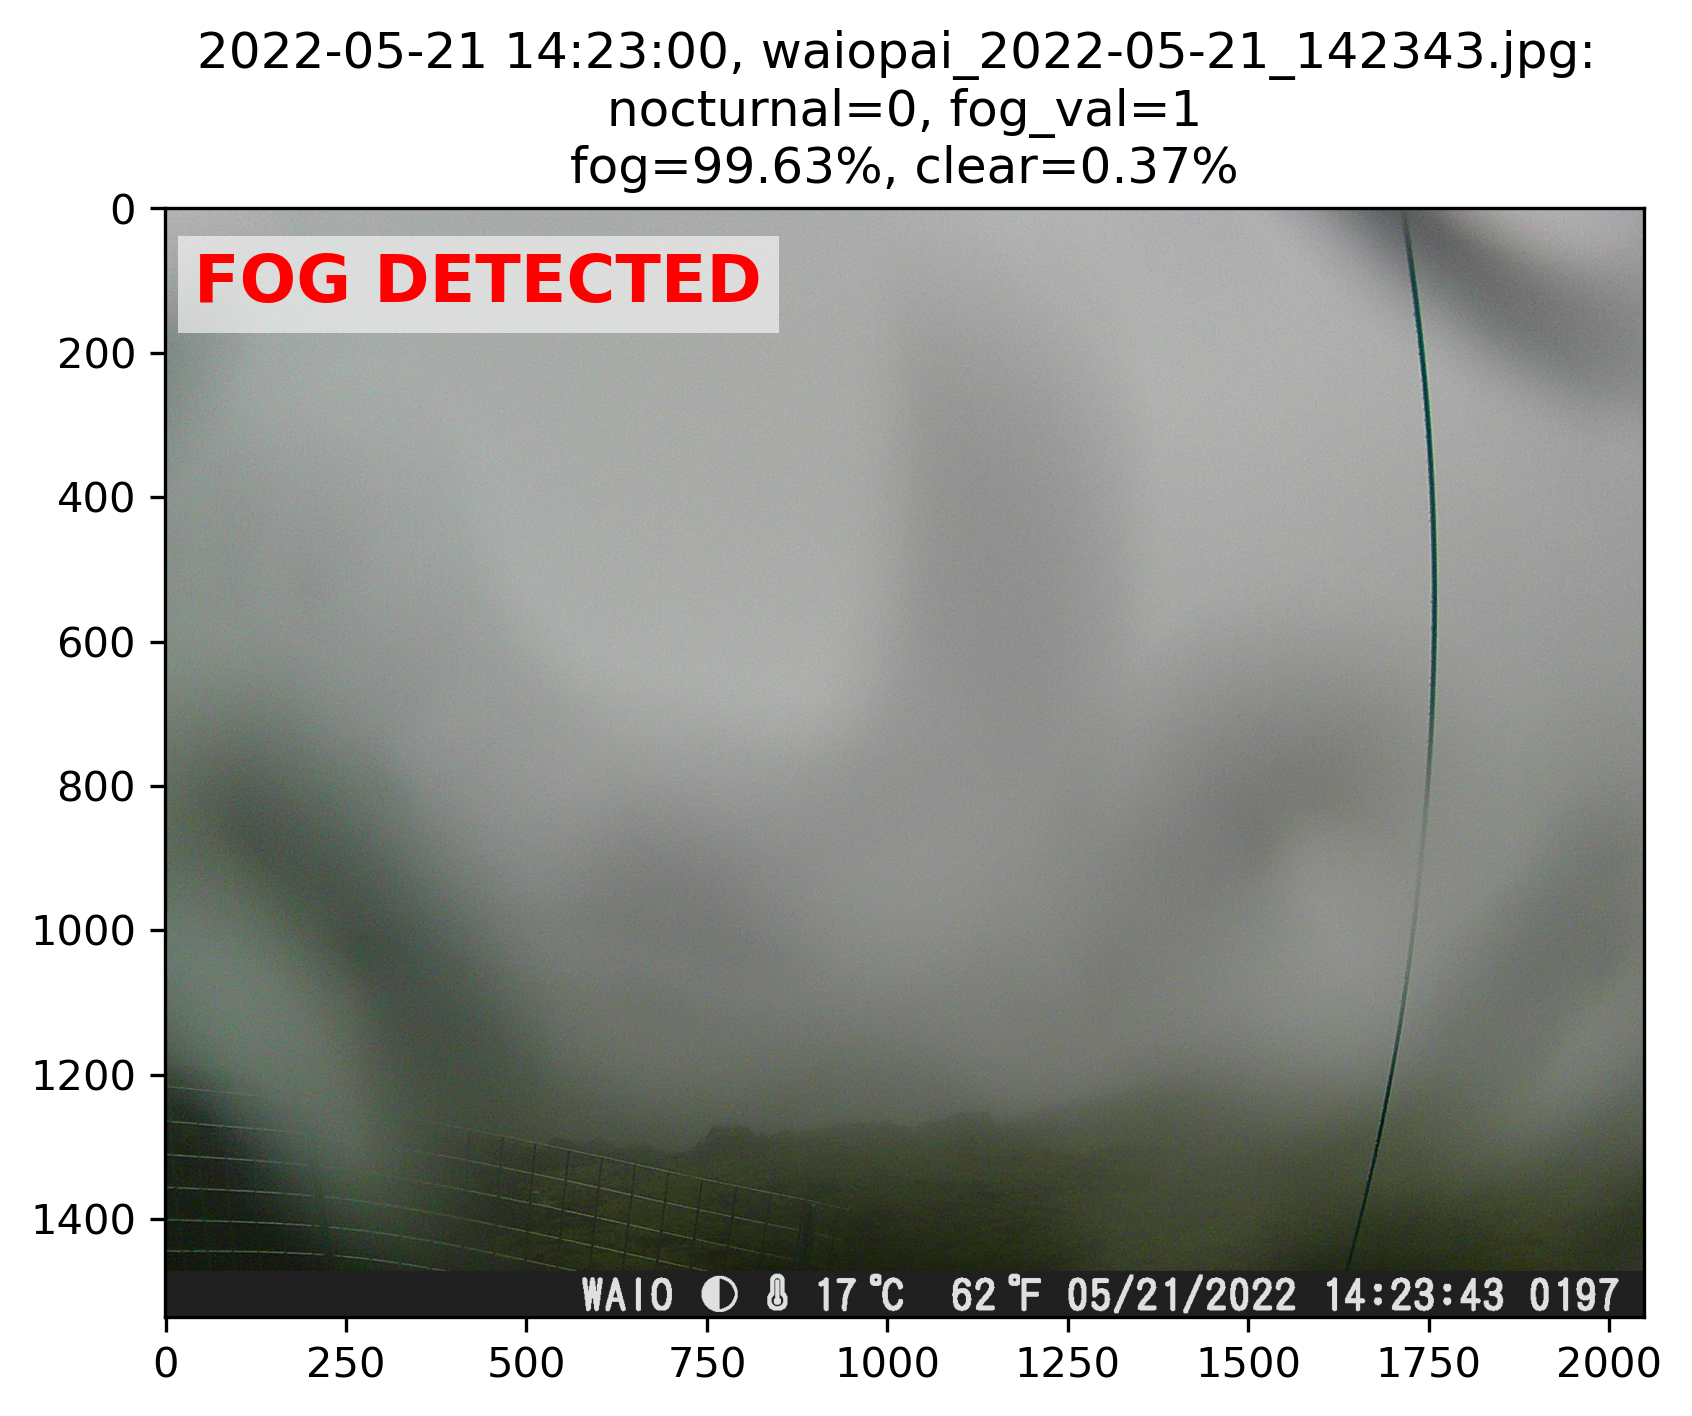 2022-05-21 14:23:00, waiopai_2022-05-21_142343.jpg:
nocturnal=0, fog_val=1
fog=99.63%, clear=0.37%
0
FOG DETECTED
200
400
600
800
1000
1200
1400
WAIO 17°C 62°F 05/21/2022 14:23:43 0197
0 250 500 750 1000 1250 1500 1750 2000